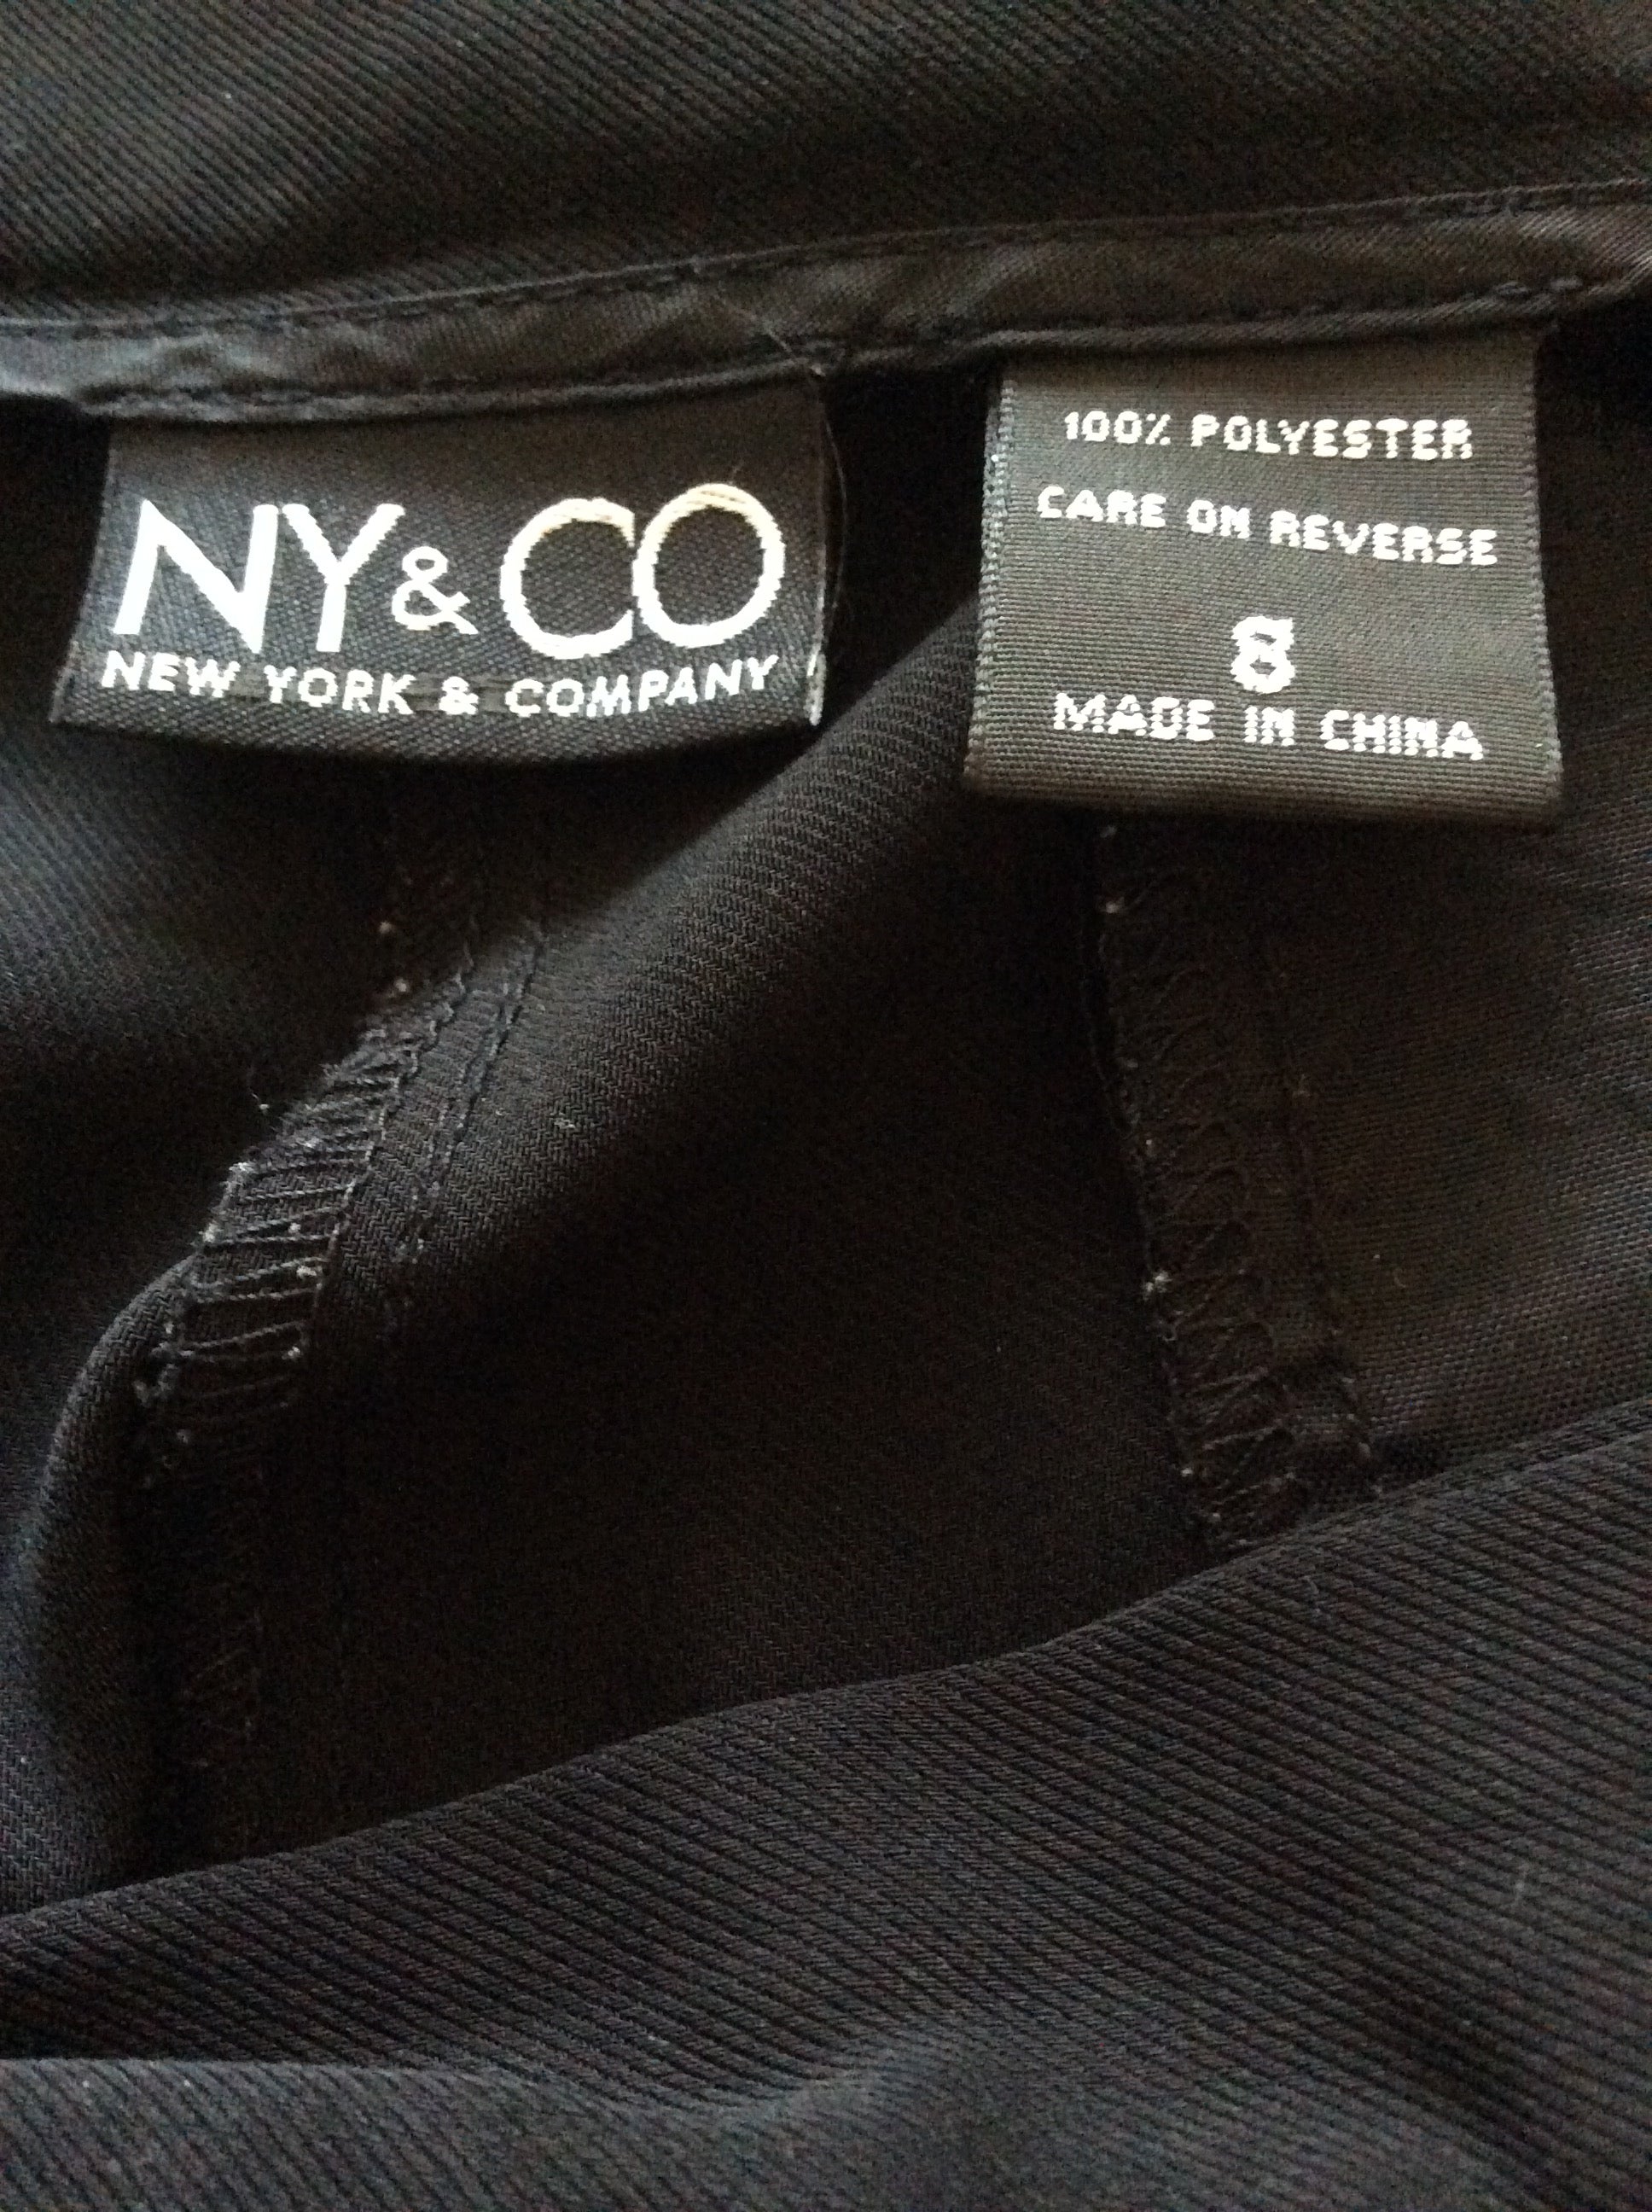 NY & CO
NEW YORK & COMPANY
100% POLYESTER
CARE ON REVERSE
8
MADE IN CHINA